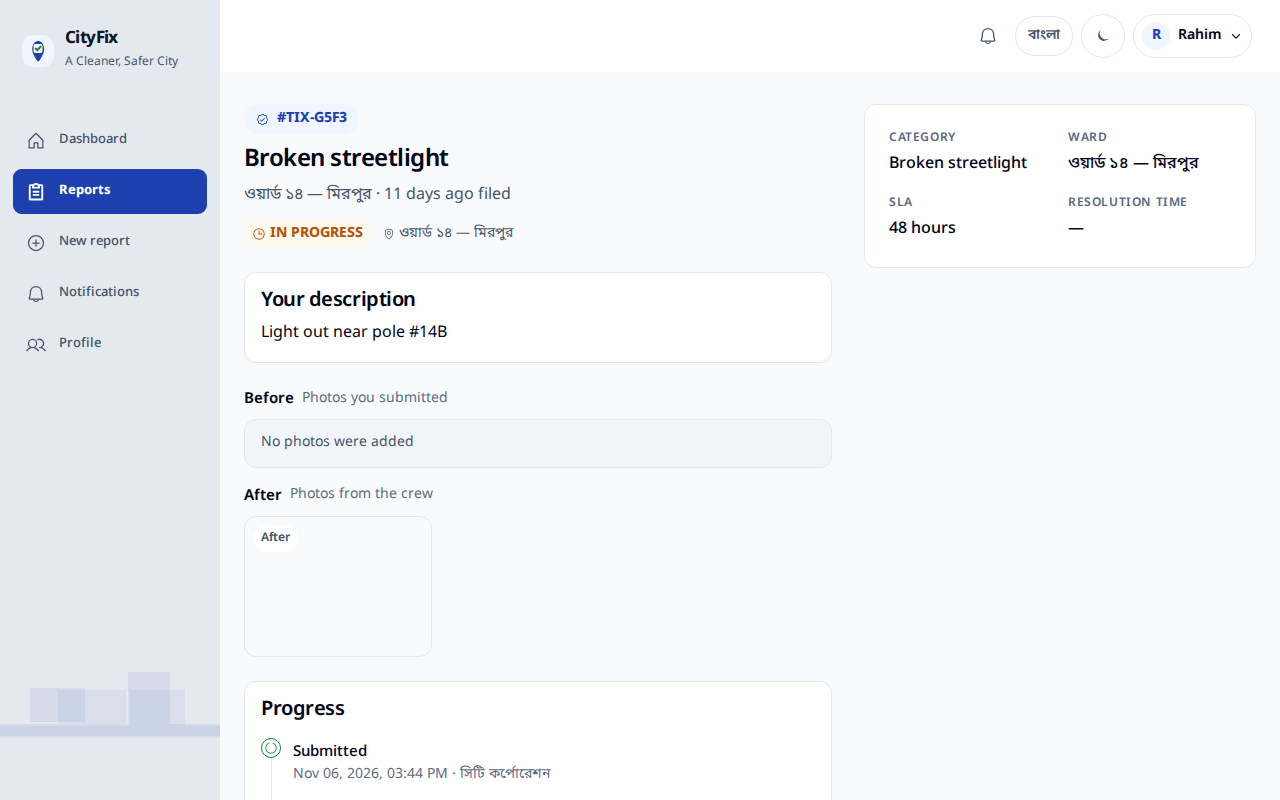 CityFix
A Cleaner, Safer City
Dashboard
Reports
New report
Notifications
Profile
বাংলা
R Rahim
#TIX-G5F3
Broken streetlight
ওয়ার্ড ১৪ — মিরপুর · 11 days ago filed
IN PROGRESS ওয়ার্ড ১৪ — মিরপুর
Your description
Light out near pole #14B
Before Photos you submitted
No photos were added
After Photos from the crew
After
Progress
Submitted
Nov 06, 2026, 03:44 PM · সিটি কর্পোরেশন
CATEGORY
Broken streetlight
WARD
ওয়ার্ড ১৪ — মিরপুর
SLA
48 hours
RESOLUTION TIME
—